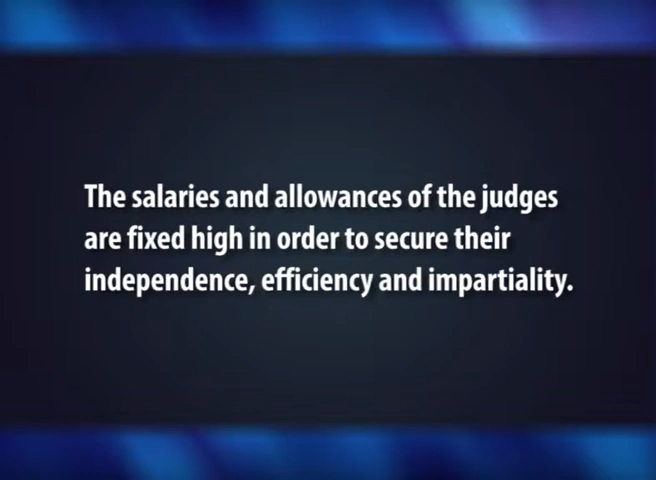 The salaries and allowances of the judges
are fixed high in order to secure their
independence, efficiency and impartiality.